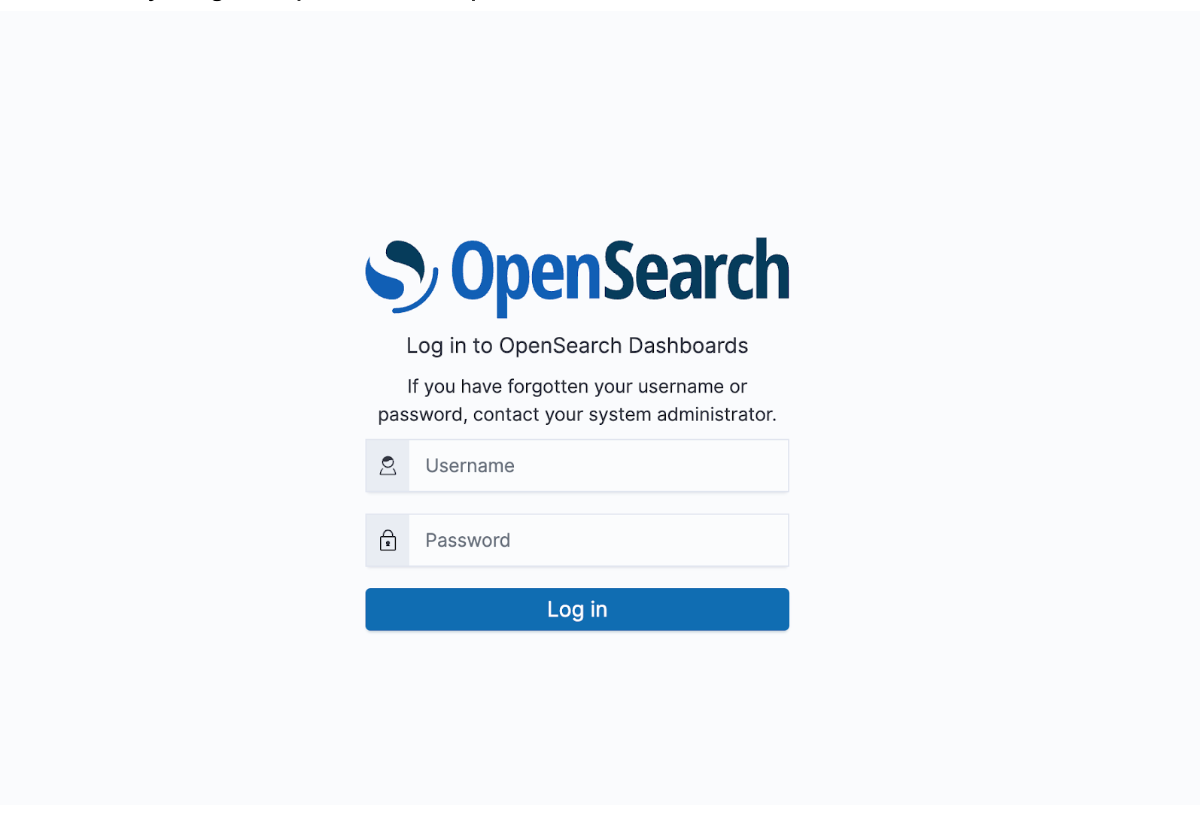 OpenSearch
Log in to OpenSearch Dashboards
If you have forgotten your username or
password, contact your system administrator.
Username
Password
Log in